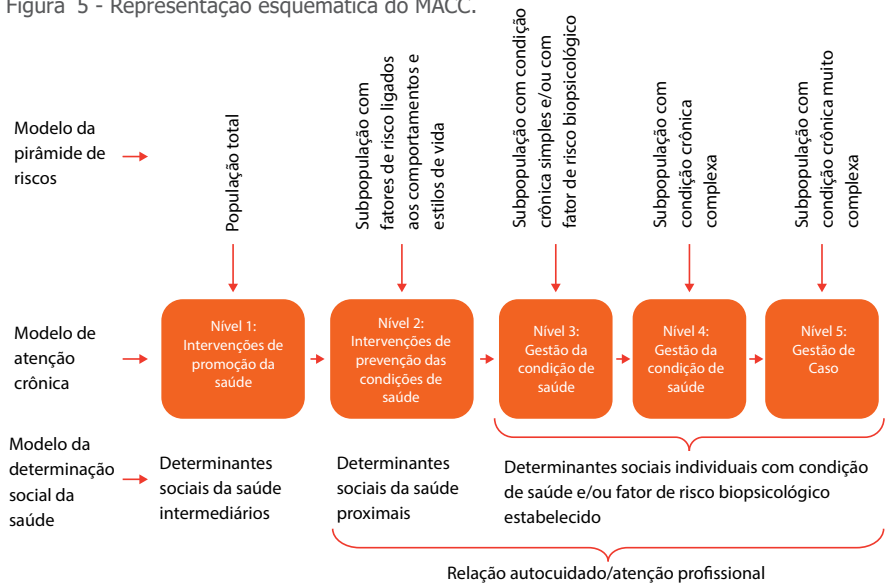 Figura 5 - Representação esquemática do MACC.
Modelo da
pirâmide de
riscos
População total
Subpopulação com
fatores de risco ligados
aos comportamentos e
estilos de vida
Subpopulação com condição
crônica simples e/ou com
fator de risco biopsicológico
Subpopulação com
condição crônica
complexa
Subpopulação com
condição crônica muito
complexa
Modelo de
atenção
crônica
Nível 1:
Intervenções de
promoção da
saúde
Nível 2:
Intervenções de
prevenção das
condições de
saúde
Nível 3:
Gestão da
condição de
saúde
Nível 4:
Gestão da
condição de
saúde
Nível 5:
Gestão de
Caso
Modelo da
determinação
social da
saúde
Determinantes
sociais da saúde
intermediários
Determinantes
sociais da saúde
proximais
Determinantes sociais individuais com condição
de saúde e/ou fator de risco biopsicológico
estabelecido
Relação autocuidado/atenção profissional